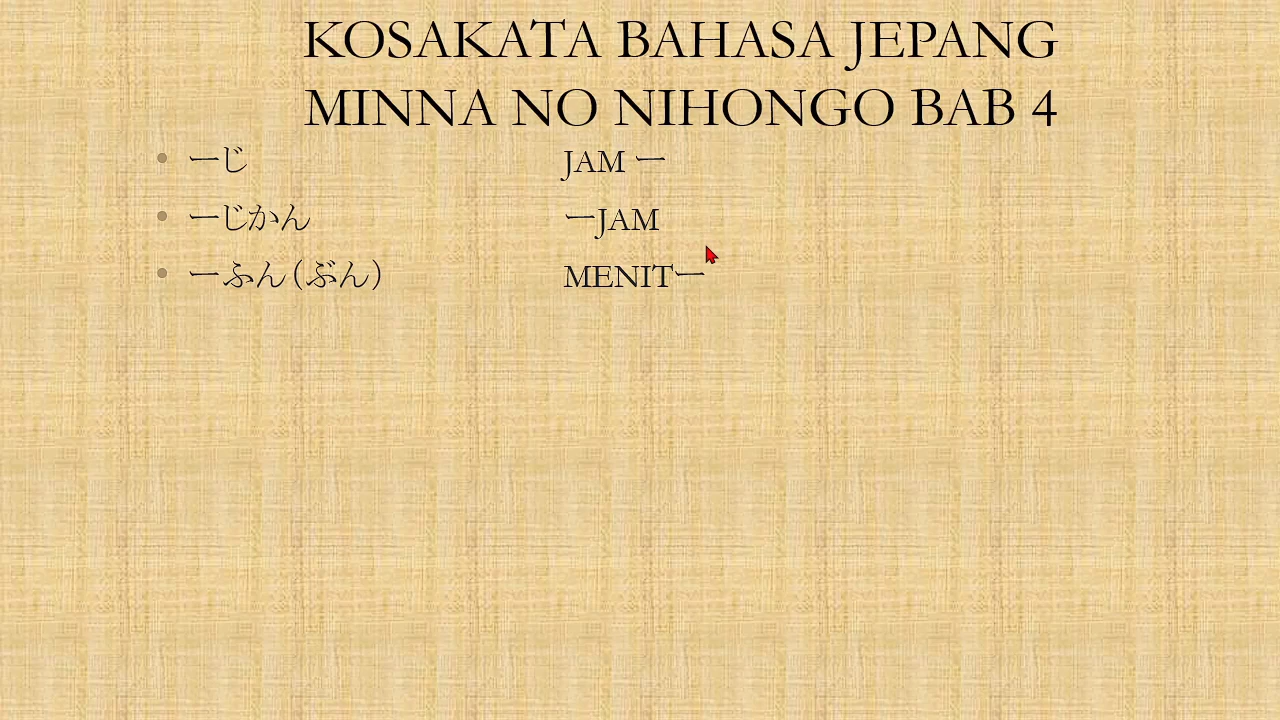 KOSAKATA BAHASA JEPANG
MINNA NO NIHONGO BAB 4
• ーじ JAM ー
• ーじかん ーJAM
• ーふん(ぶん) MENITー